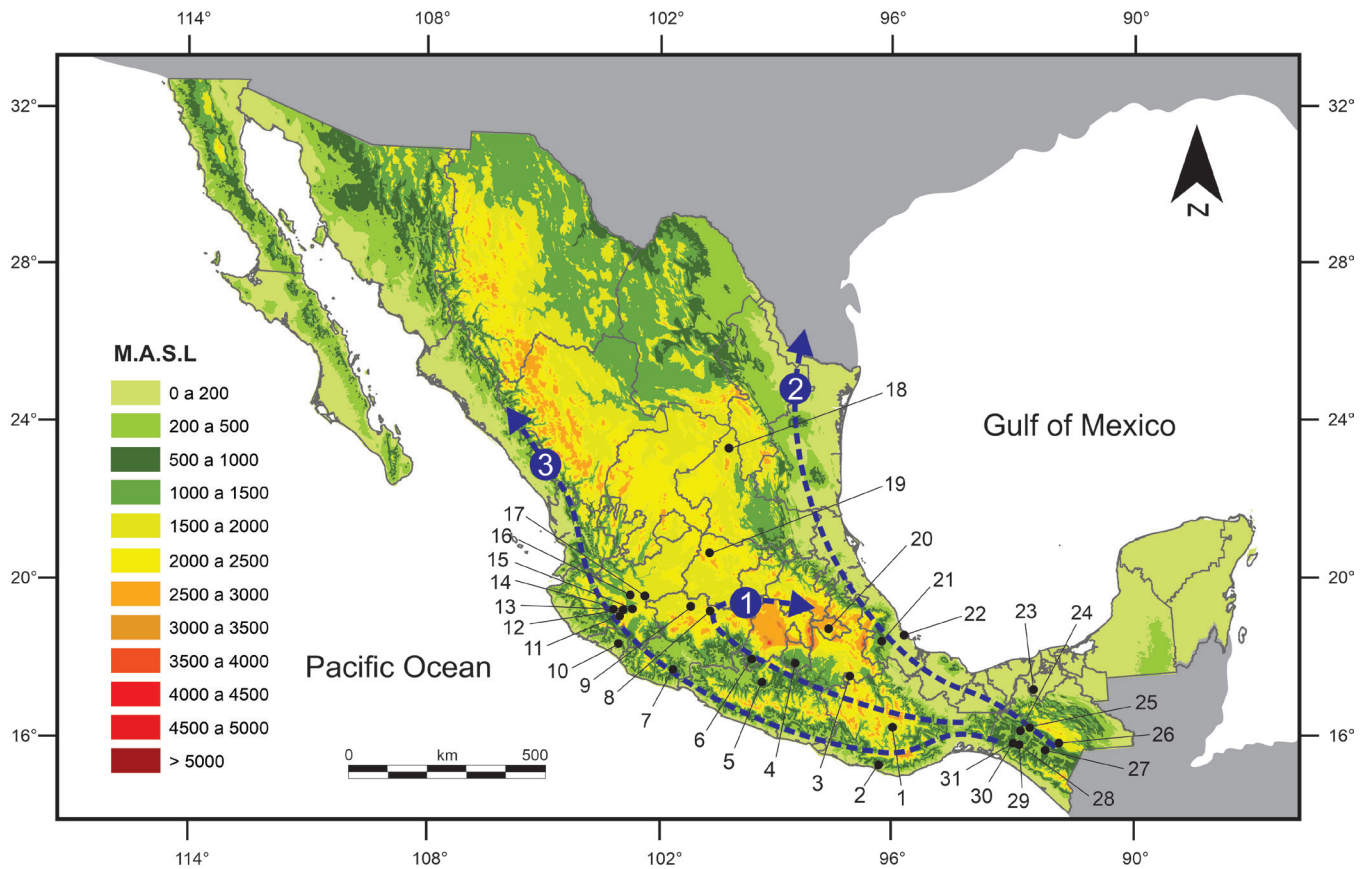 114° 108° 102° 96° 90°
32° 32°
28° 28°
24° 24°
20° 20°
16° 16°
N
M.A.S.L
0 a 200
200 a 500
500 a 1000
1000 a 1500
1500 a 2000
2000 a 2500
2500 a 3000
3000 a 3500
3500 a 4000
4000 a 4500
4500 a 5000
> 5000
2
18
Gulf of Mexico
3
19
17
16
15
14
13
12
11
10
9
8
7
6
5
4
3
2
1
1
20
21
22
23
24
25
26
27
28
29
30
31
Pacific Ocean
0 km 500
114° 108° 102° 96° 90°